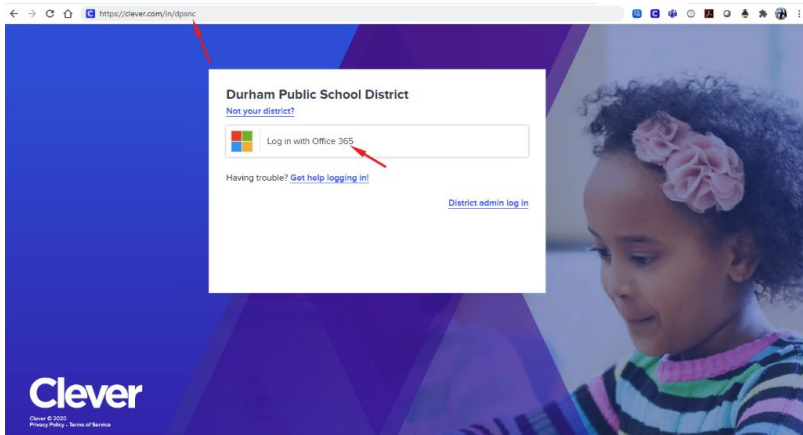 https://clever.com/in/dpsnc
Durham Public School District
Not your district?
Log in with Office 365
Having trouble? Get help logging in!
District admin log in
Clever
Clever © 2020
Privacy Policy - Terms of Service